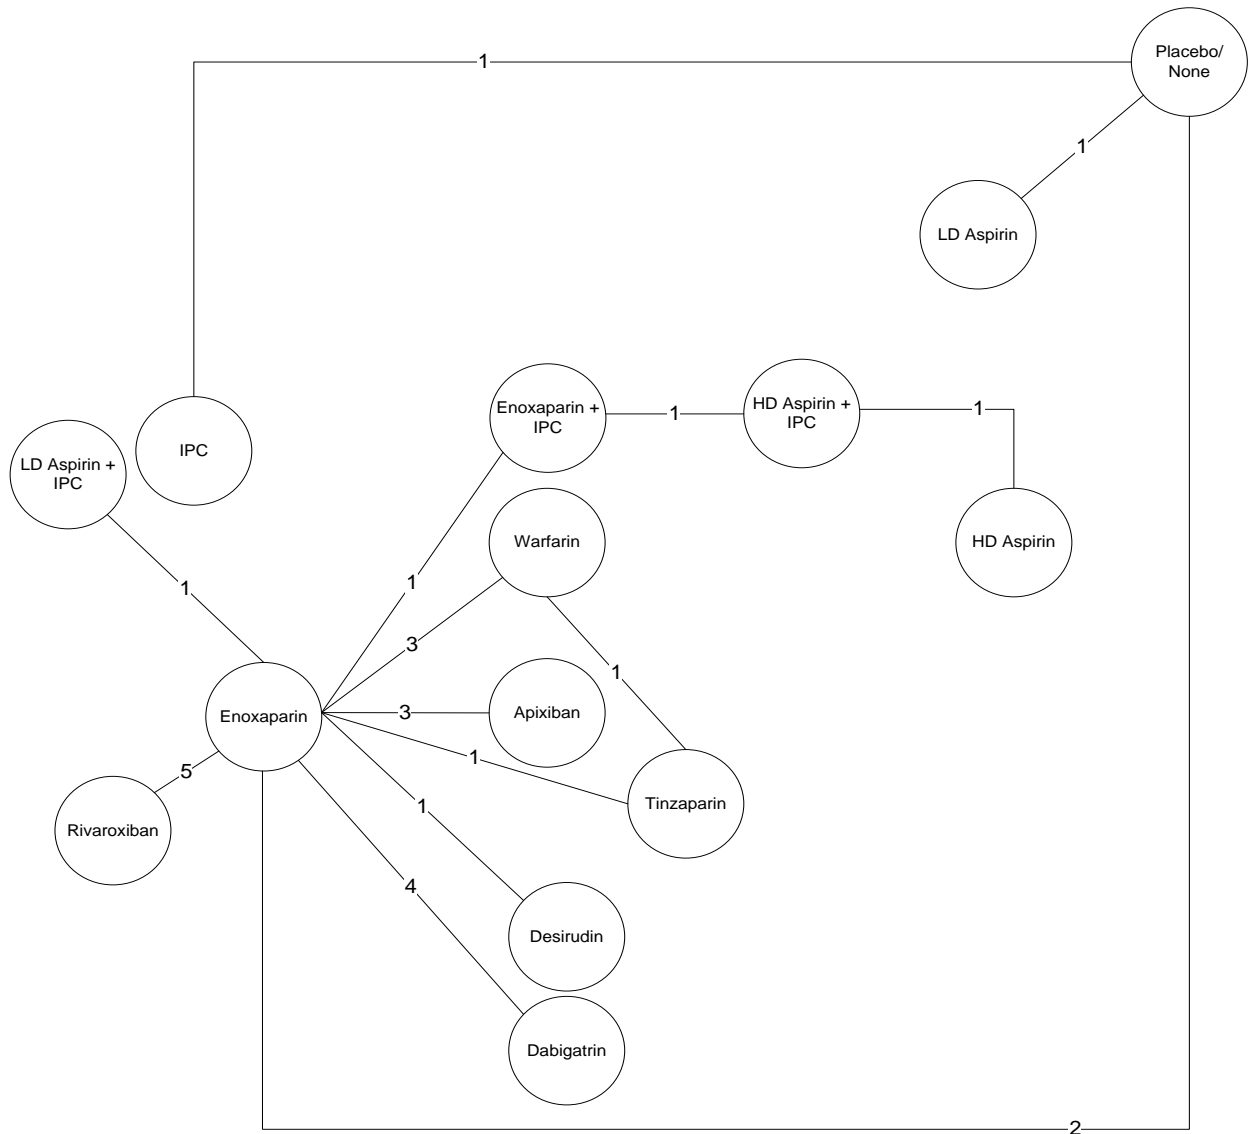 Placebo/
None
1
1
LD Aspirin
Enoxaparin +
IPC
1
HD Aspirin +
IPC
1
LD Aspirin +
IPC
IPC
Warfarin
HD Aspirin
1
1
3
1
Enoxaparin
3
Apixiban
1
5
Tinzaparin
1
Rivaroxiban
4
Desirudin
Dabigatrin
2